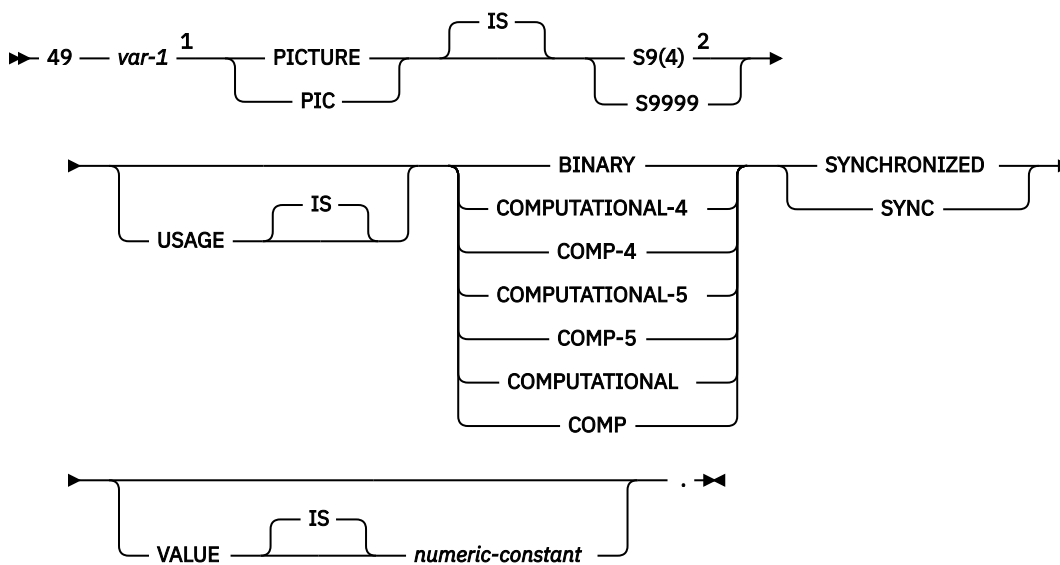 IS
49 var-1 1 PICTURE S9(4) 2
PIC S9999
BINARY SYNCHRONIZED
IS COMPUTATIONAL-4 SYNC
USAGE
COMP-4
COMPUTATIONAL-5
COMP-5
COMPUTATIONAL
COMP
.
IS
VALUE numeric-constant